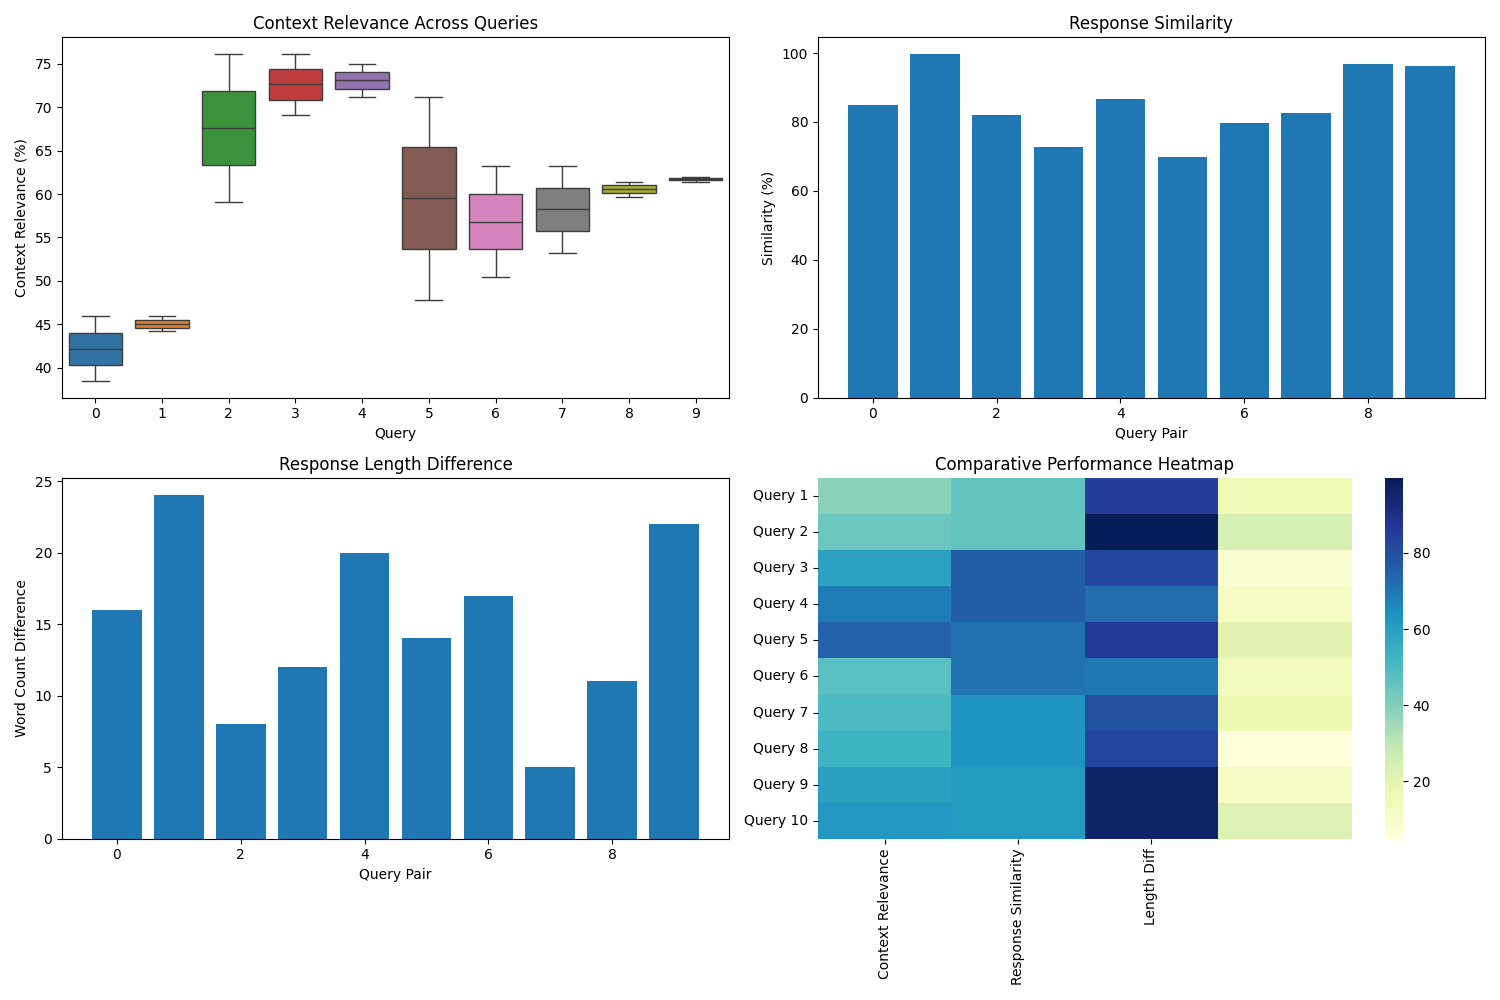 Context Relevance Across Queries
Context Relevance (%)
75
70
65
60
55
50
45
40
0 1 2 3 4 5 6 7 8 9
Query
Response Similarity
Similarity (%)
100
80
60
40
20
0
0 2 4 6 8
Query Pair
Response Length Difference
Word Count Difference
25
20
15
10
5
0
0 2 4 6 8
Query Pair
Comparative Performance Heatmap
Query 1
Query 2
Query 3
Query 4
Query 5
Query 6
Query 7
Query 8
Query 9
Query 10
Context Relevance
Response Similarity
Length Diff
80
60
40
20